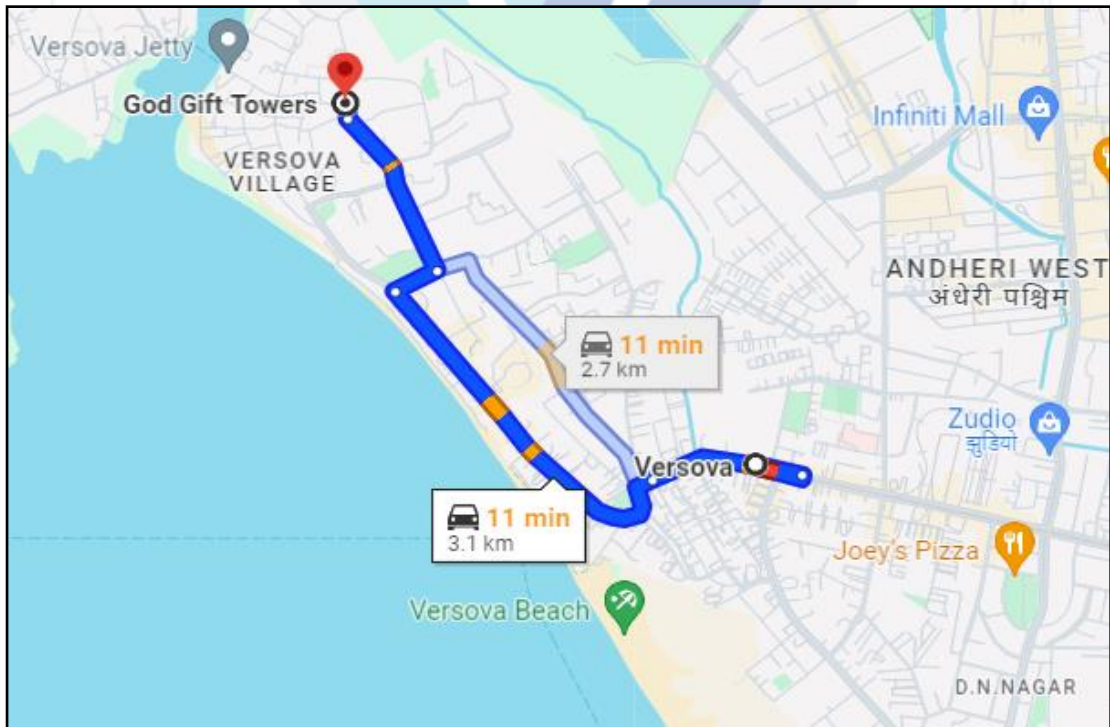 Versova Jetty
God Gift Towers
VERSOVA
VILLAGE
Infiniti Mall
ANDHERI WEST
अंधेरी पश्चिम
11 min
2.7 km
Zudio
झुडियो
Versova
11 min
3.1 km
Joey's Pizza
Versova Beach
D.N.NAGAR